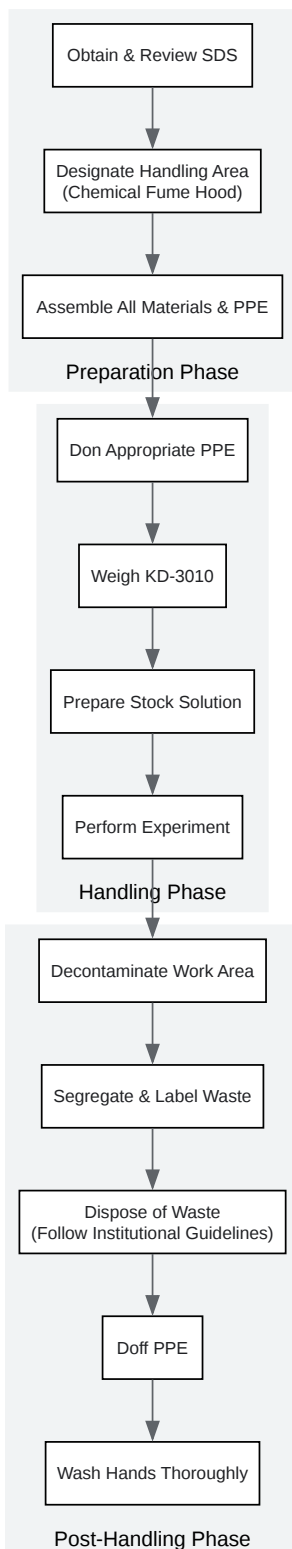 Obtain & Review SDS
Designate Handling Area
(Chemical Fume Hood)
Assemble All Materials & PPE
Preparation Phase
Don Appropriate PPE
Weigh KD-3010
Prepare Stock Solution
Perform Experiment
Handling Phase
Decontaminate Work Area
Segregate & Label Waste
Dispose of Waste
(Follow Institutional Guidelines)
Doff PPE
Wash Hands Thoroughly
Post-Handling Phase